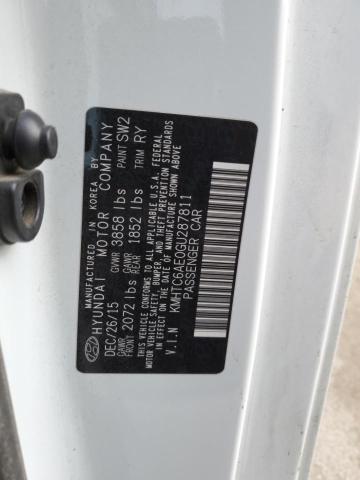 MANUFACTURED IN KOREA BY
HYUNDAI MOTOR COMPANY
DEC/26/15 GVWR 3858 lbs PAINT SW2
GAWR FRONT 2072 lbs GAWR REAR 1852 lbs TRIM RY
THIS VEHICLE CONFORMS TO ALL APPLICABLE U.S.A. FEDERAL
MOTOR VEHICLE SAFETY, BUMPER, AND THEFT PREVENTION STANDARDS
IN EFFECT ON THE DATE OF MANUFACTURE SHOWN ABOVE.
V.I.N KMHTC6AE0GU287811
PASSENGER CAR